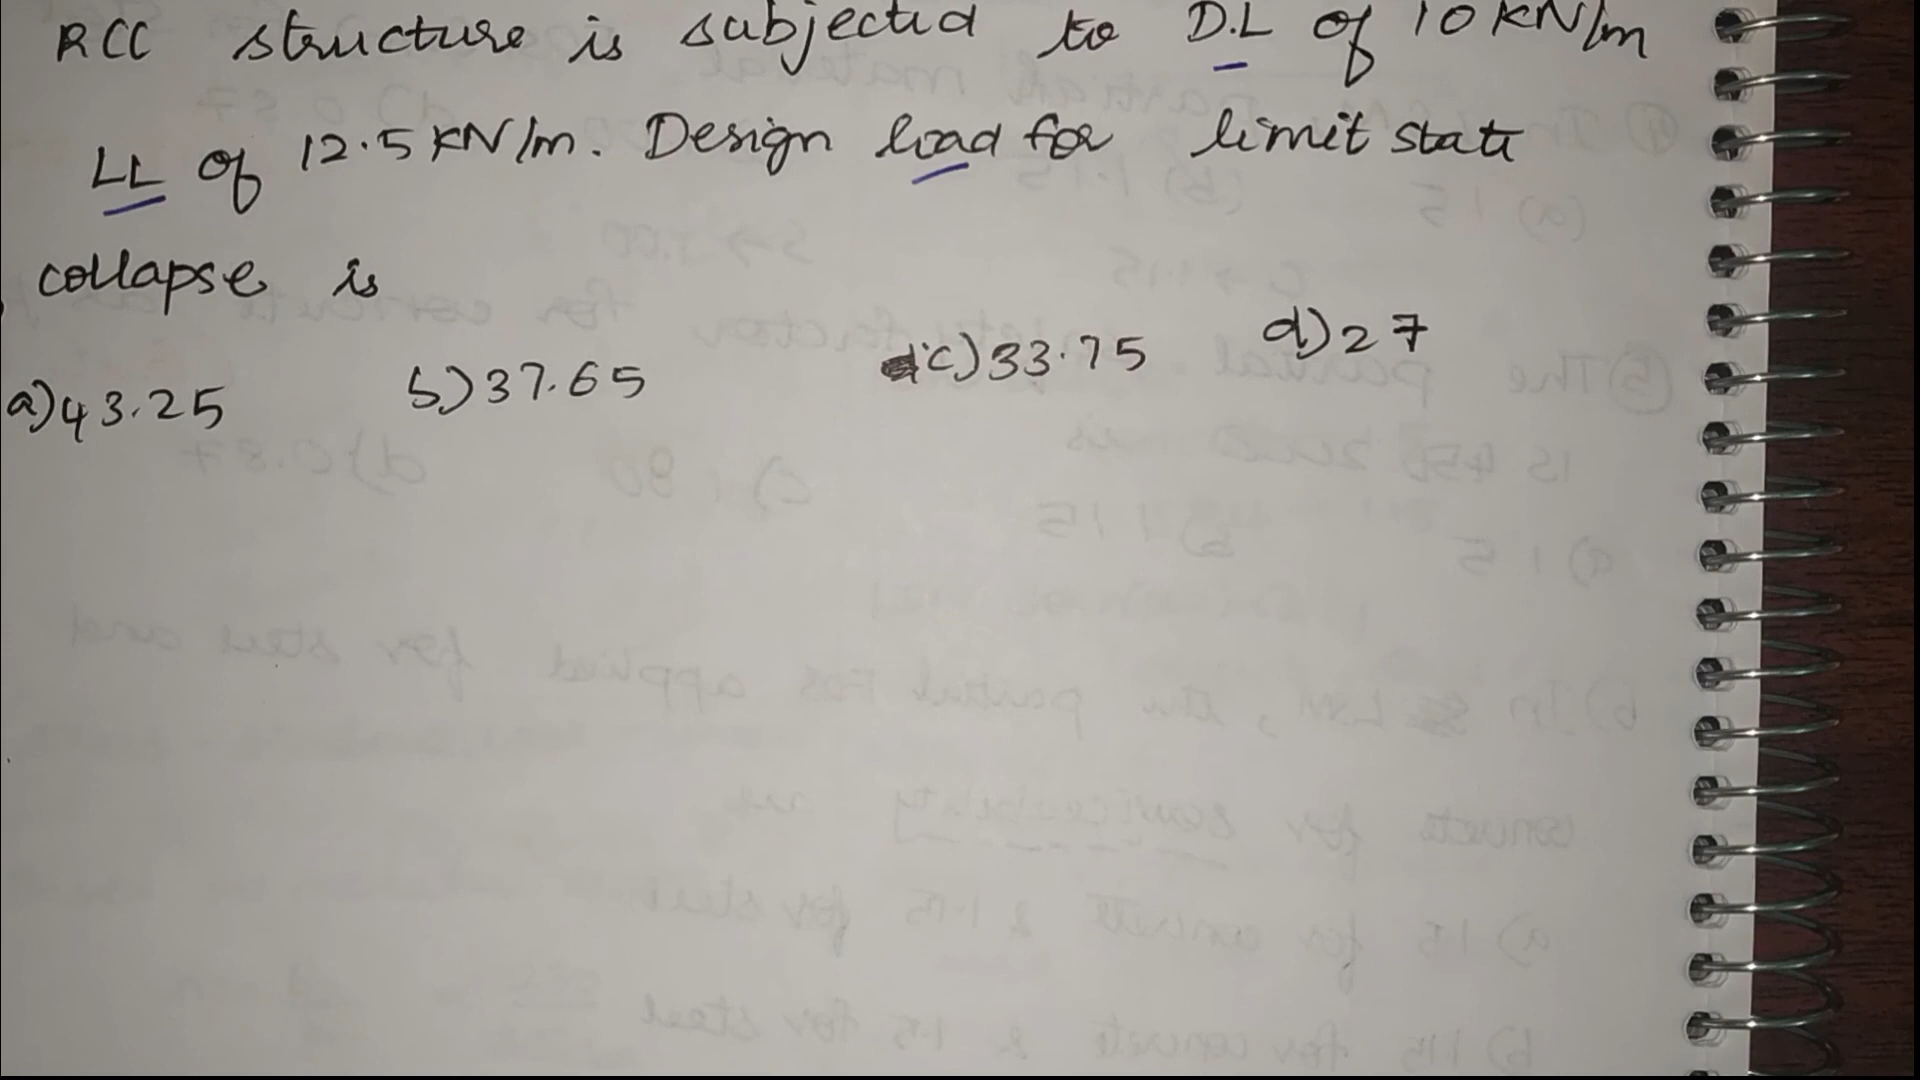 RCC structure is subjected to D.L of 10 KN/m
LL of 12.5 KN/m. Design load for limit state
collapse is
a) 43.25 b) 37.65 c) 33.75 d) 27